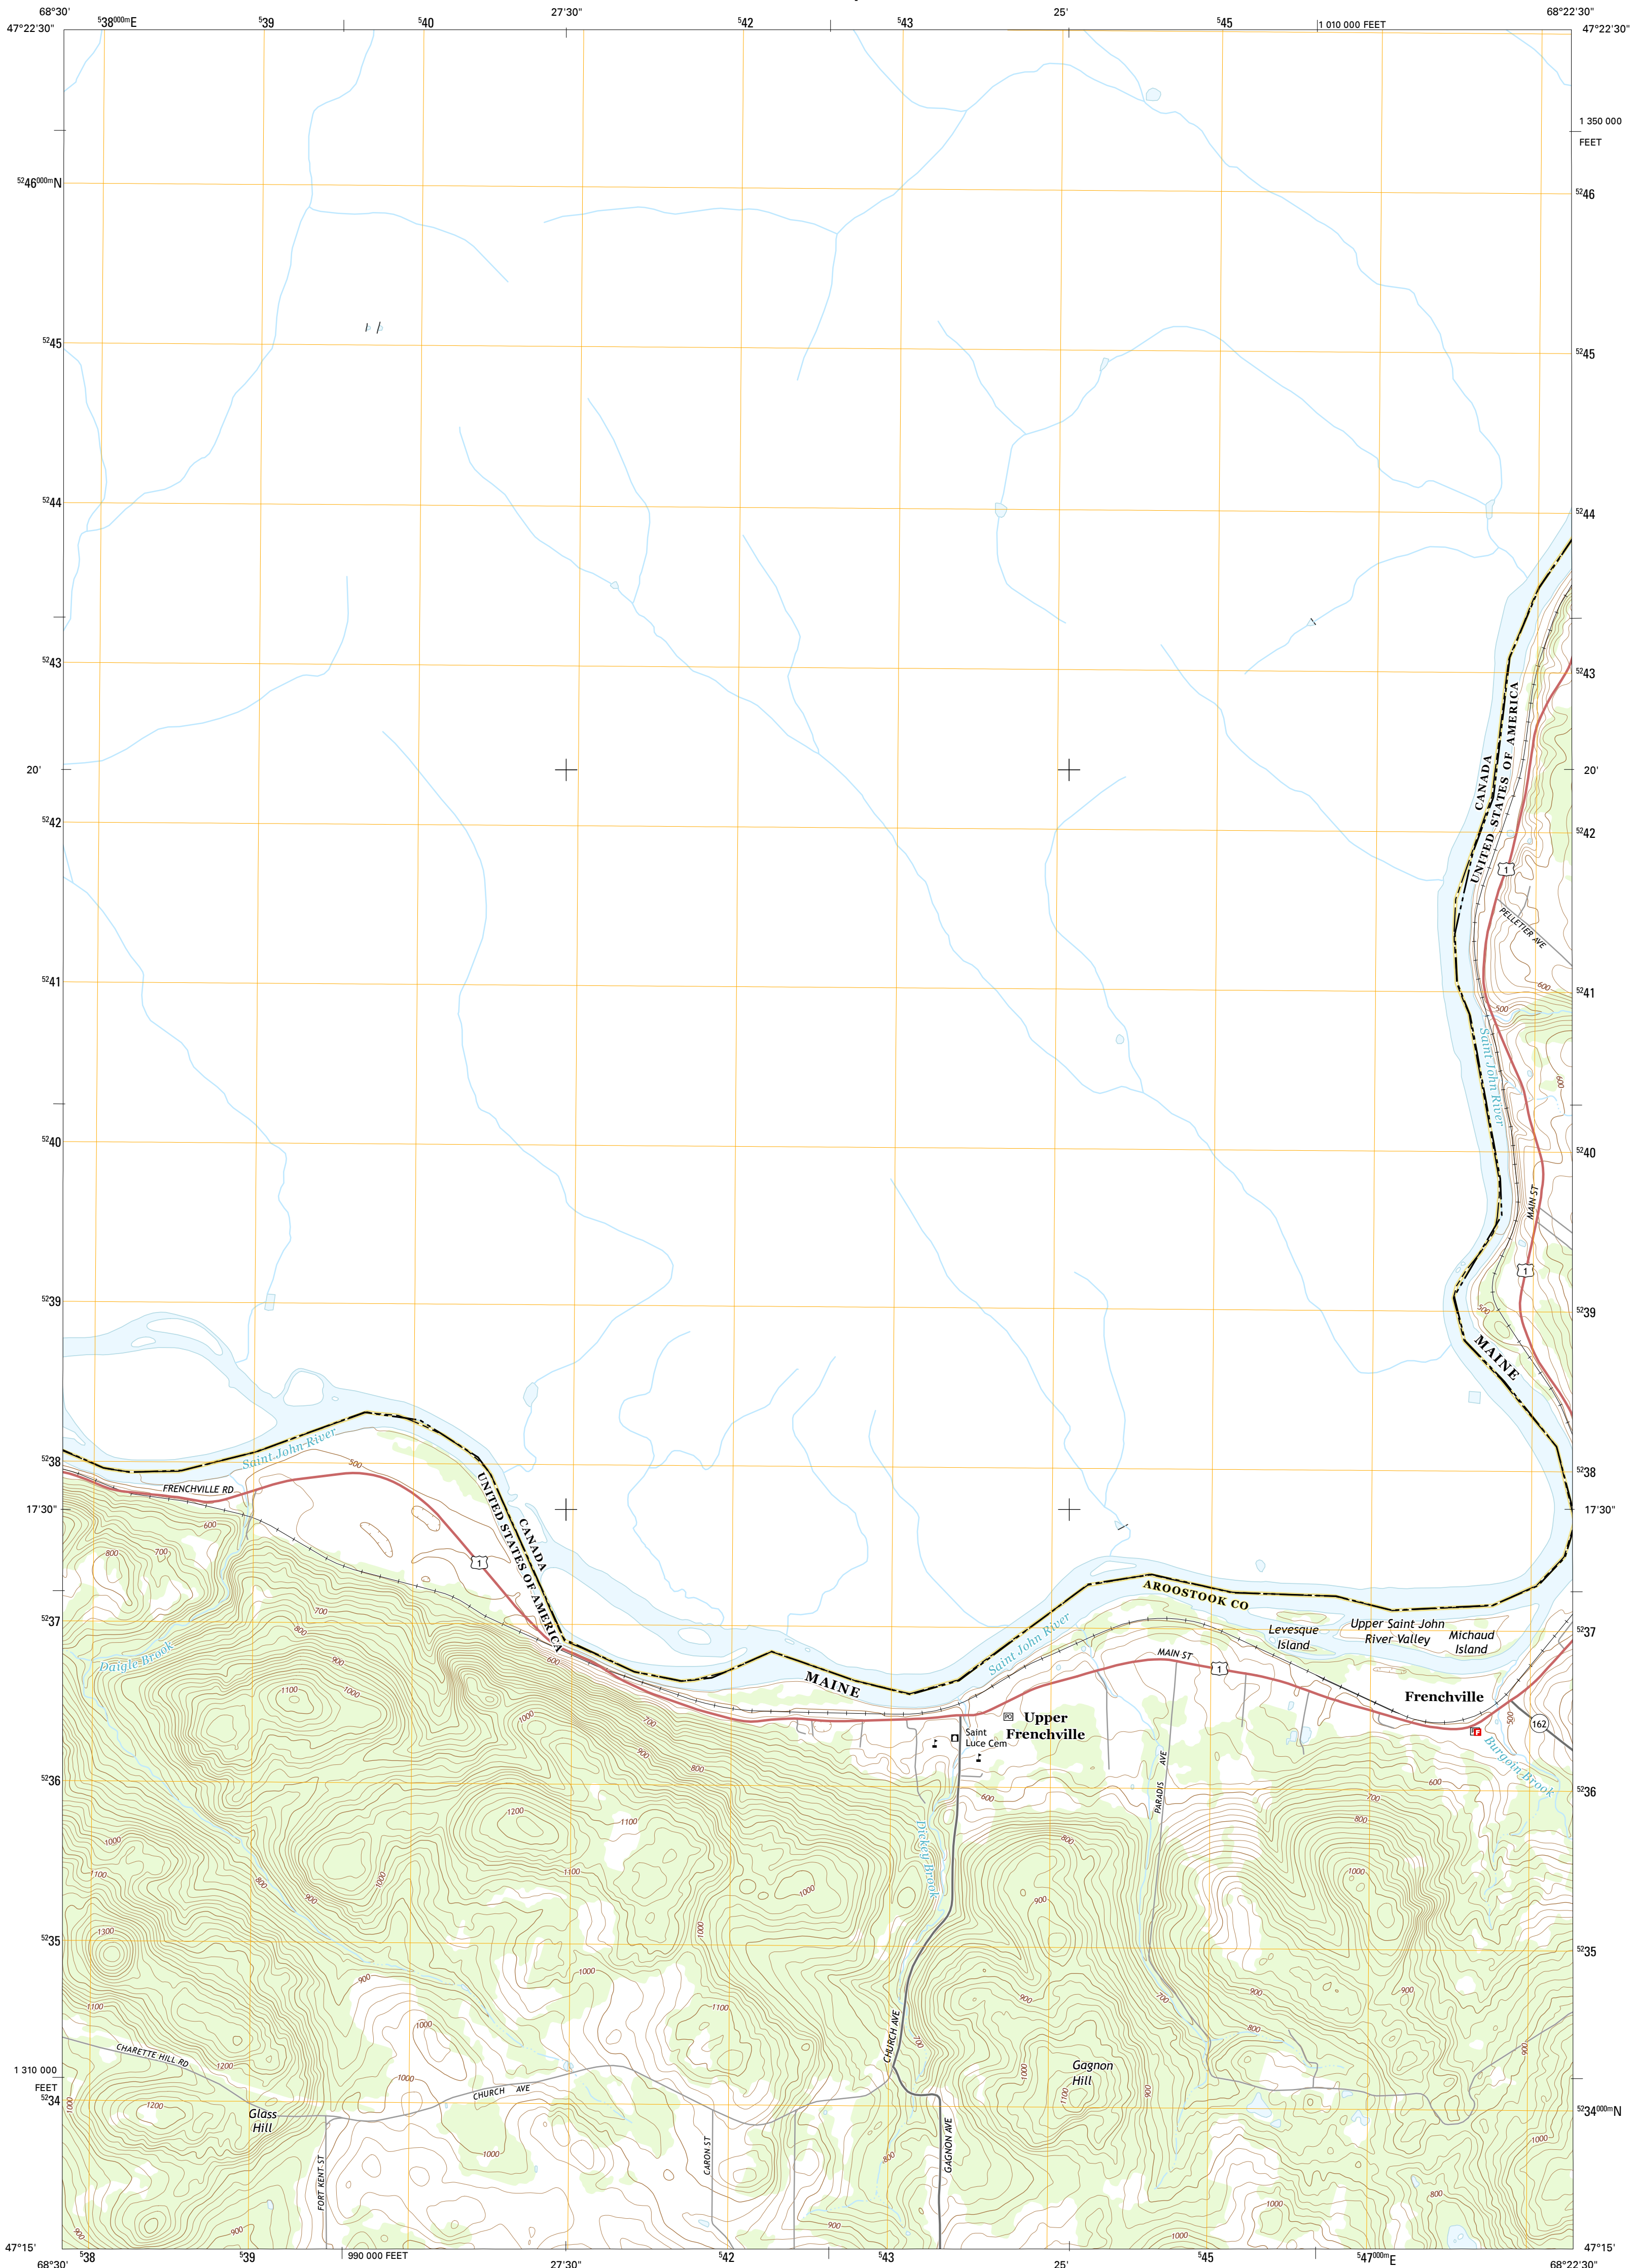 68°30'
⁵38⁰⁰⁰ᵐE
⁵39
27'30"
⁵40
⁵42
⁵43
25'
⁵45
1 010 000 FEET
68°22'30"
47°22'30"
47°22'30"
1 350 000
FEET
⁵²46⁰⁰⁰ᵐN
⁵²46
⁵²45
⁵²45
⁵²44
⁵²44
⁵²43
⁵²43
CANADA
UNITED STATES OF AMERICA
20'
20'
⁵²42
⁵²42
1
PELLETIER AVE
⁵²41
600
⁵²41
500
Saint John River
600
⁵²40
⁵²40
MAIN ST
1
⁵²39
500
⁵²39
MAINE
Saint John River
⁵²38
500
⁵²38
FRENCHVILLE RD
17'30"
17'30"
600
CANADA
UNITED STATES OF AMERICA
800
700
1
AROOSTOOK CO
700
⁵²37
800
Levesque
Island
Upper Saint John
River Valley
Michaud
Island
⁵²37
Daigle Brook
900
600
Saint John River
MAIN ST
1
MAINE
1100
1000
Frenchville
1000
700
PO
Upper
Frenchville
500
162
Saint
Luce Cem
Burgoin Brook
900
800
PARADIS AVE
⁵²36
600
600
700
⁵²36
1200
1100
800
800
1000
Dickey Brook
1100
1100
1000
800
900
1000
1000
900
1000
1300
1000
⁵²35
⁵²35
900
1000
1100
1100
900
700
900
900
CHURCH AVE
700
800
1000
900
CHARETTE HILL RD
1200
Gagnon
Hill
1 310 000
FEET
1000
1000
1100
900
⁵²34
1000
1200
CHURCH AVE
Glass
Hill
⁵²34⁰⁰⁰ᵐN
FORT KENT ST
1000
CARON ST
GAGNON AVE
800
1000
800
900
900
900
1000
1000
47°15'
47°15'
68°30'
⁵38
⁵39
990 000 FEET
27'30"
⁵42
⁵43
25'
⁵45
⁵47⁰⁰⁰ᵐE
68°22'30"